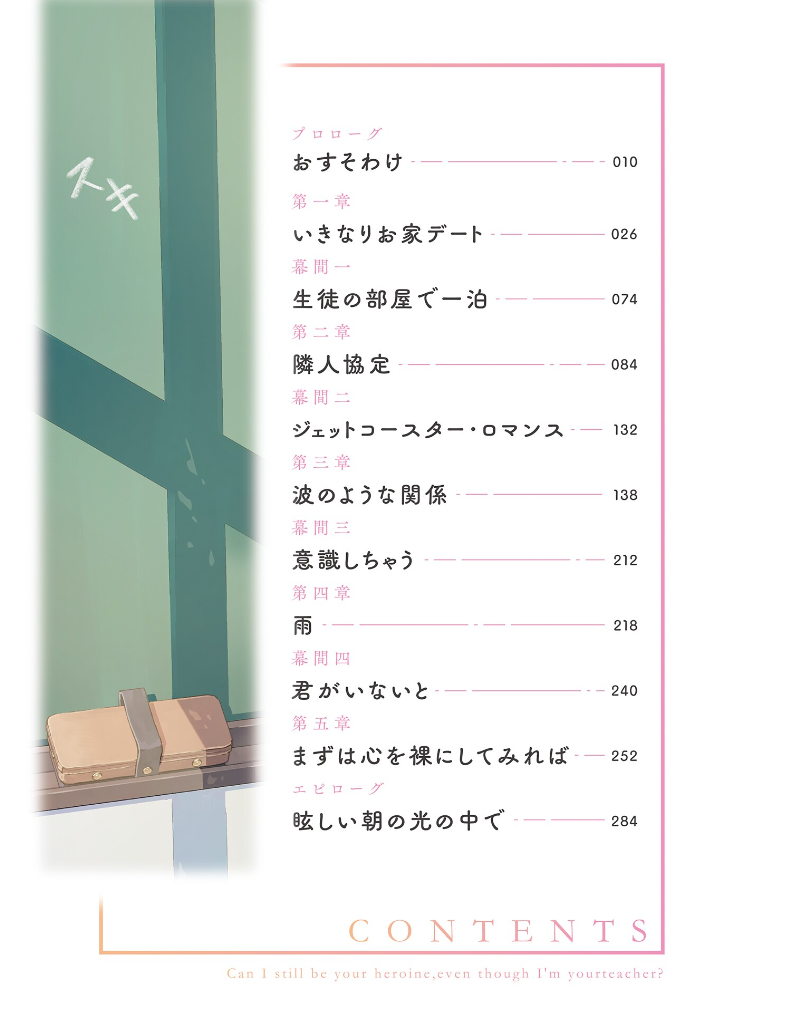 スキ
プロローグ
おすそわけ 010
第一章
いきなりお家デート 026
幕間一
生徒の部屋で一泊 074
第二章
隣人協定 084
幕間二
ジェットコースター・ロマンス 132
第三章
波のような関係 138
幕間三
意識しちゃう 212
第四章
雨 218
幕間四
君がいないと 240
第五章
まずは心を裸にしてみれば 252
エピローグ
眩しい朝の光の中で 284
CONTENTS
Can I still be your heroine,even though I'm yourteacher?